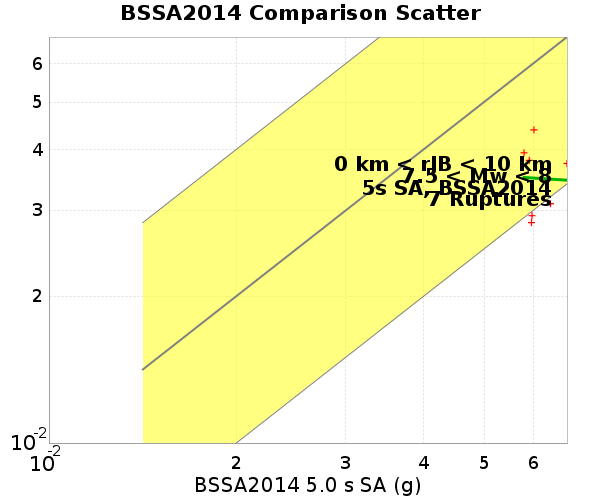 BSSA2014 Comparison Scatter
6
5
4
3
2
10-2
10-2
2
3
4
5
6
0 km < rJB < 10 km
7.5 < Mw < 8
5s SA, BSSA2014
7 Ruptures
BSSA2014 5.0 s SA (g)